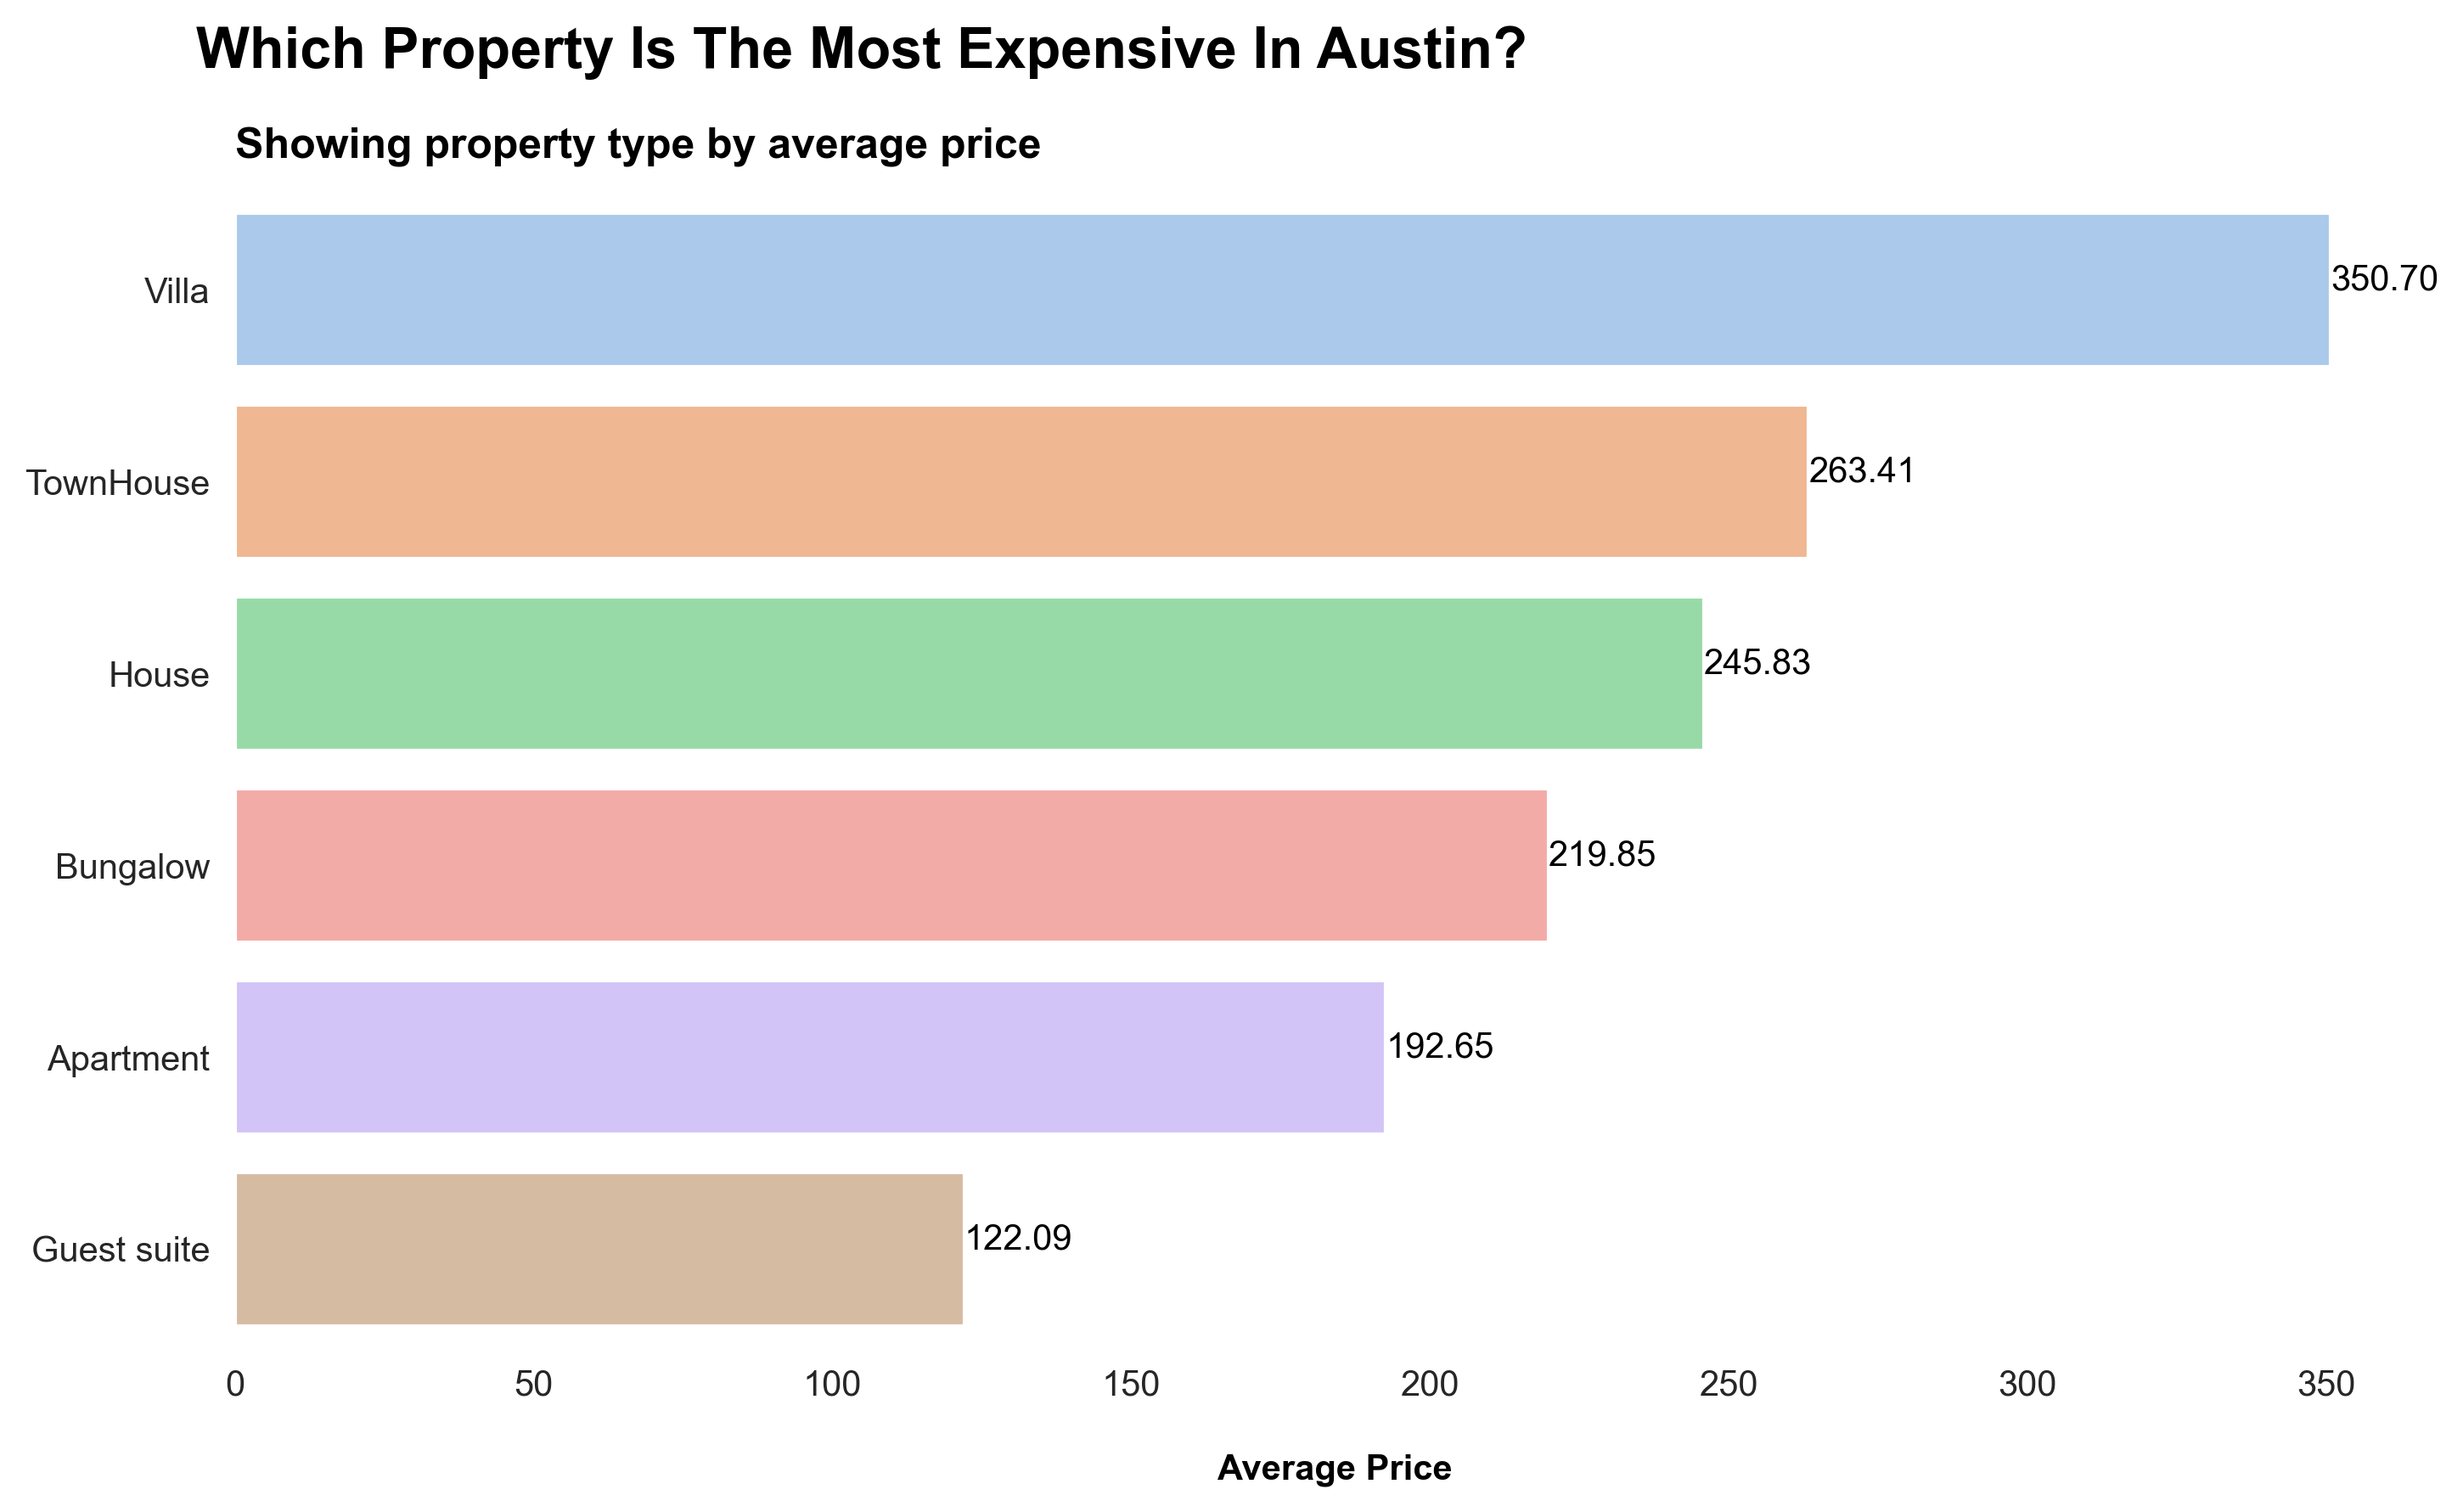 Which Property Is The Most Expensive In Austin?
Showing property type by average price
Villa
350.70
TownHouse
263.41
House
245.83
Bungalow
219.85
Apartment
192.65
Guest suite
122.09
0 50 100 150 200 250 300 350
Average Price